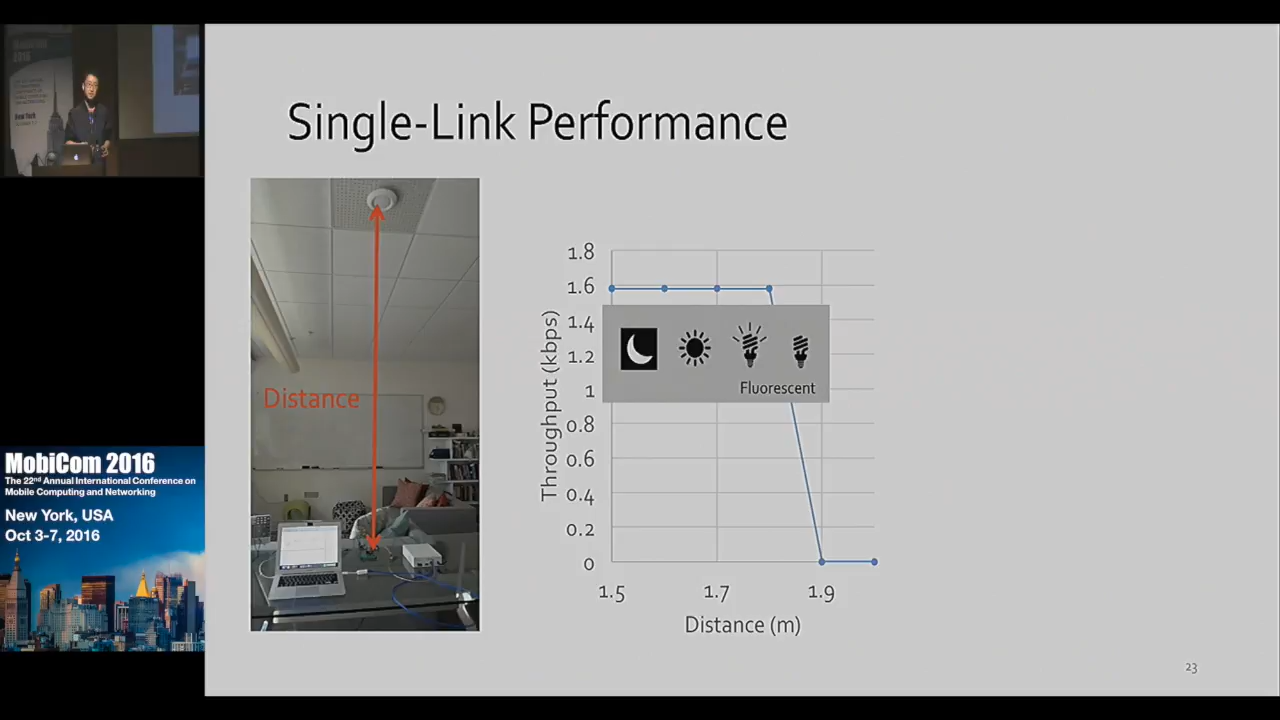 Single-Link Performance
Distance
Throughput (kbps)
1.8
1.6
1.4
1.2
1
0.8
0.6
0.4
0.2
0
Fluorescent
1.5
1.7
1.9
Distance (m)
23
MobiCom 2016
The 22nd Annual International Conference on
Mobile Computing and Networking
New York, USA
Oct 3-7, 2016